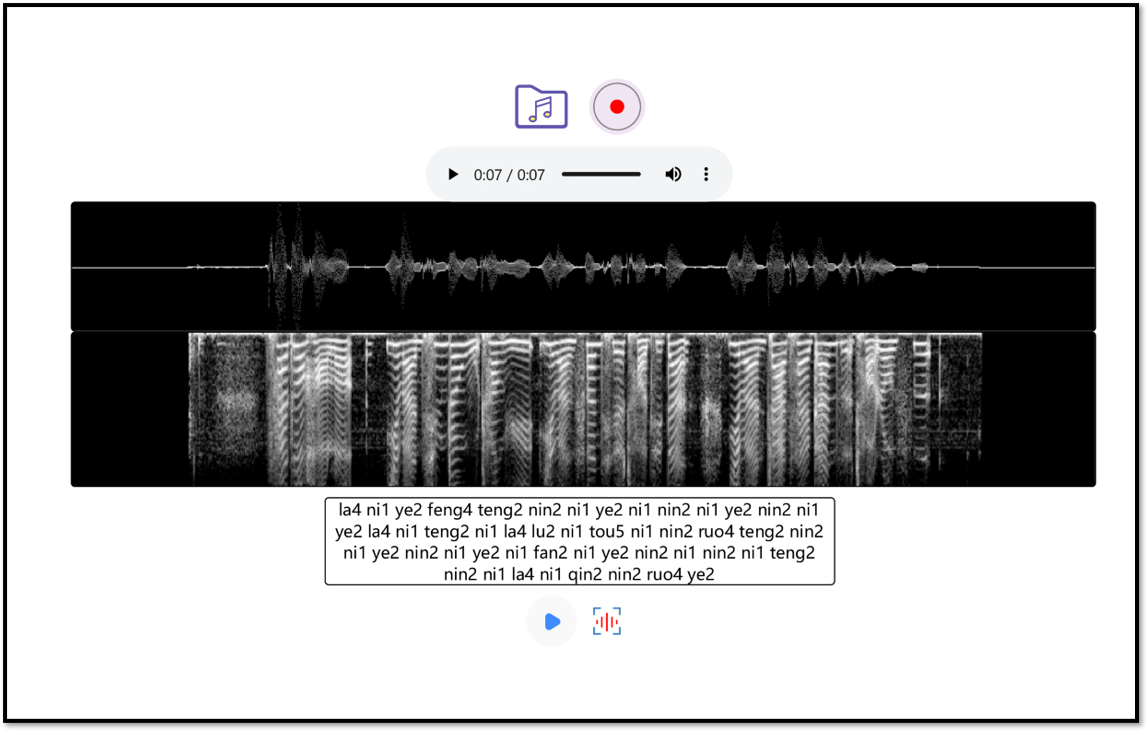 0:07 / 0:07
la4 ni1 ye2 feng4 teng2 nin2 ni1 ye2 ni1 nin2 ni1 ye2 nin2 ni1
ye2 la4 ni1 teng2 ni1 la4 lu2 ni1 tou5 ni1 nin2 ruo4 teng2 nin2
ni1 ye2 nin2 ni1 ye2 ni1 fan2 ni1 ye2 nin2 ni1 nin2 ni1 teng2
nin2 ni1 la4 ni1 qin2 nin2 ruo4 ye2